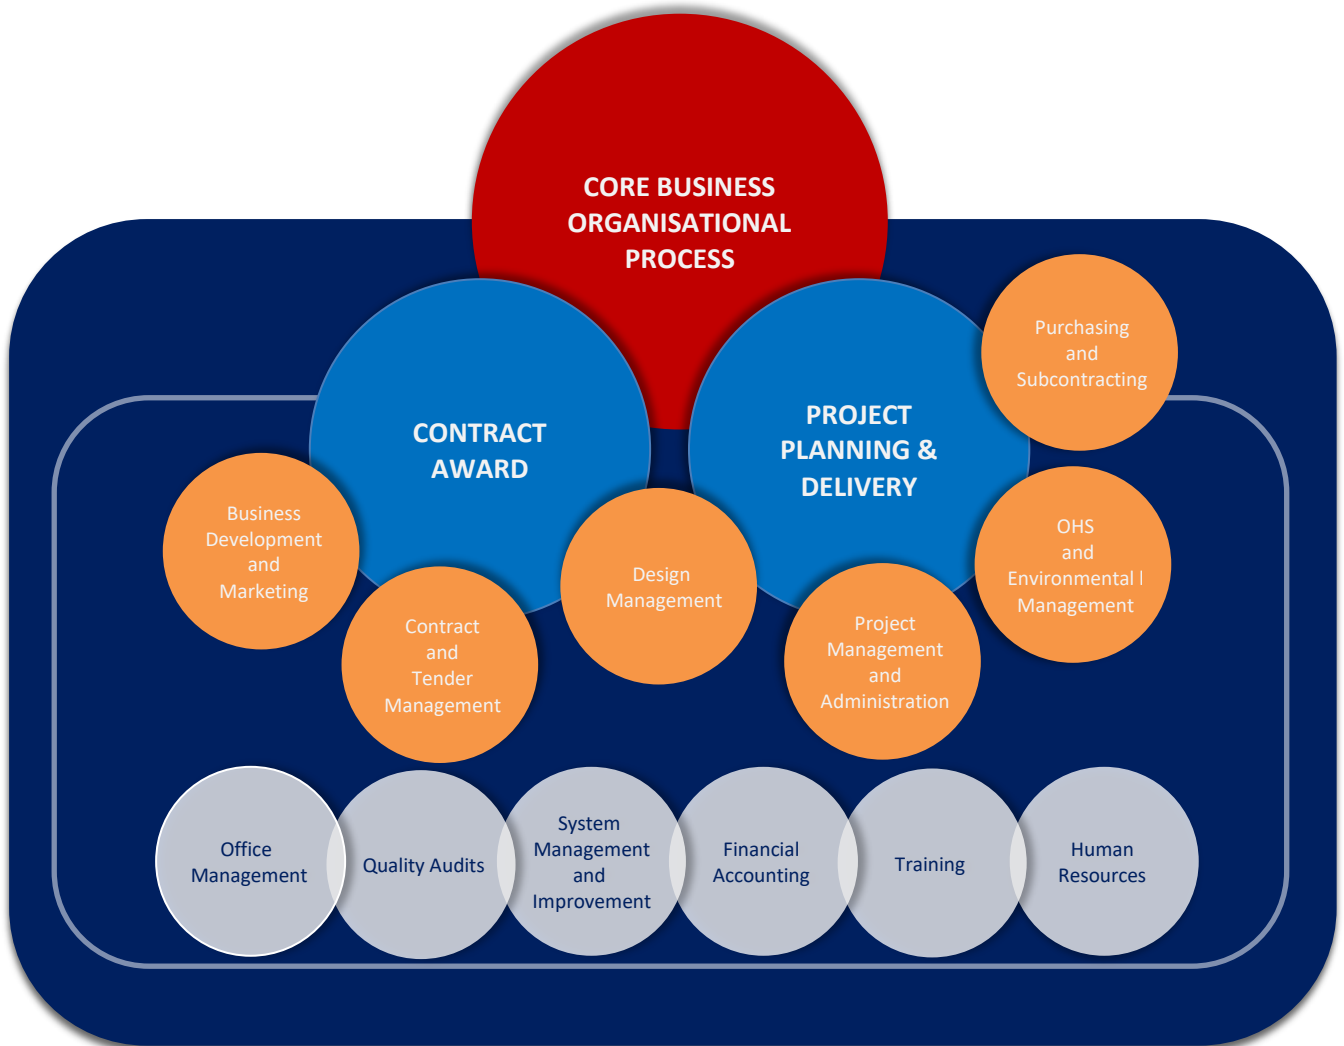 CORE BUSINESS
ORGANISATIONAL
PROCESS
CONTRACT
AWARD
PROJECT
PLANNING &
DELIVERY
Purchasing
and
Subcontracting
Business
Development
and
Marketing
Contract
and
Tender
Management
Design
Management
Project
Management
and
Administration
OHS
and
Environmental l
Management
Office
Management
Quality Audits
System
Management
and
Improvement
Financial
Accounting
Training
Human
Resources